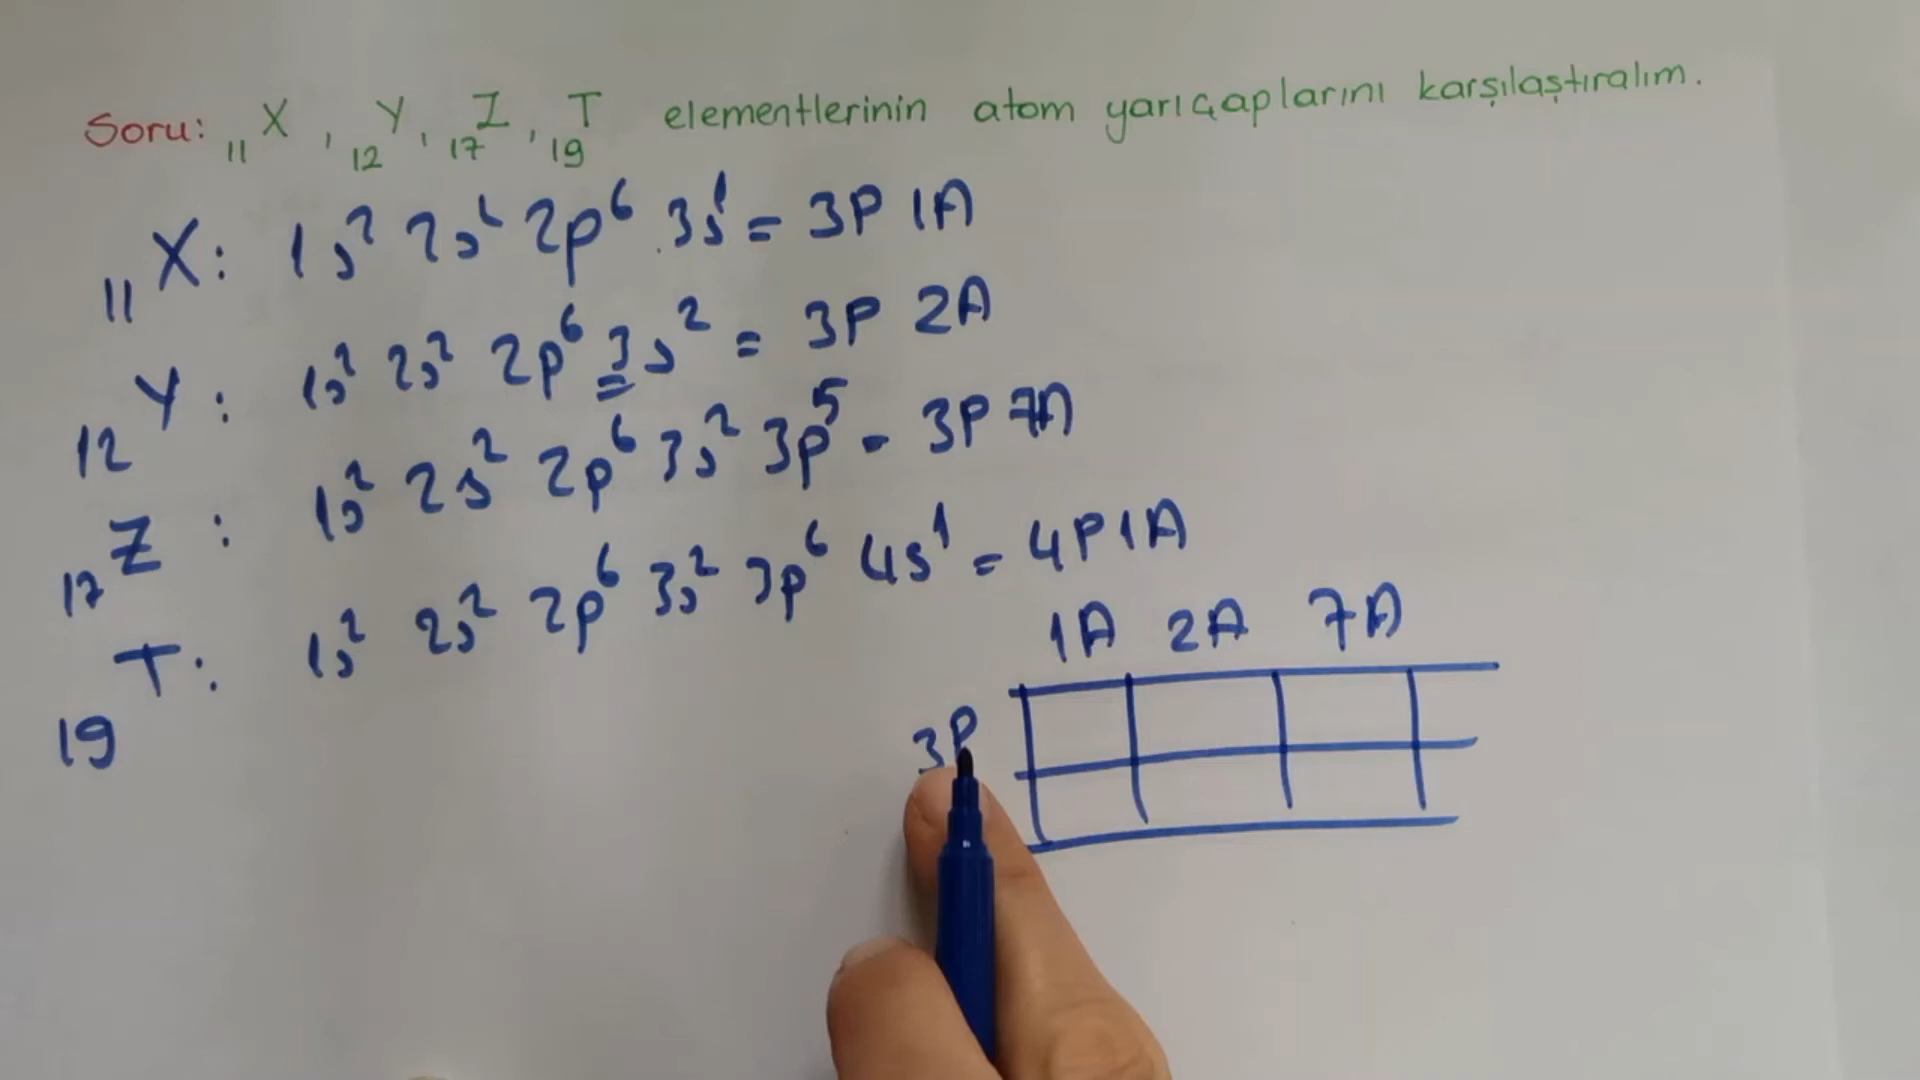 Soru: ₁₁X, ₁₂Y, ₁₇Z, ₁₉T elementlerinin atom yarıçaplarını karşılaştıralım.
₁₁X: 1s² 2s² 2p⁶ 3s¹ = 3P 1A
₁₂Y: 1s² 2s² 2p⁶ 3s² = 3P 2A
₁₇Z: 1s² 2s² 2p⁶ 3s² 3p⁵ = 3P 7A
₁₉T: 1s² 2s² 2p⁶ 3s² 3p⁶ 4s¹ = 4P 1A
1A 2A 7A
3P